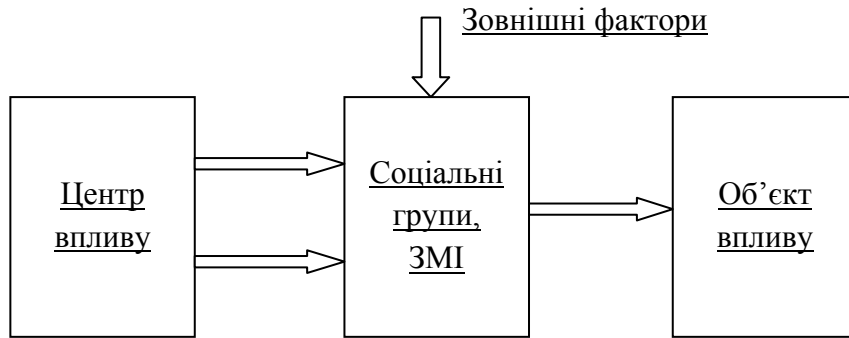 Зовнішні фактори
Центр
впливу
Соціальні
групи,
ЗМІ
Об’єкт
впливу